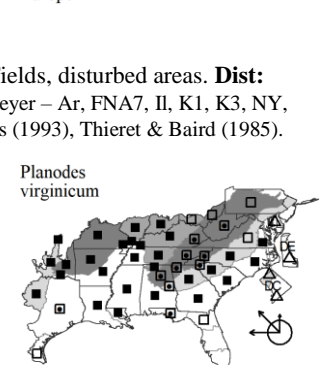 ields, disturbed areas. Dist:
eyer – Ar, FNA7, Il, K1, K3, NY,
s (1993), Thieret & Baird (1985).
Planodes
virginicum
DE
DC